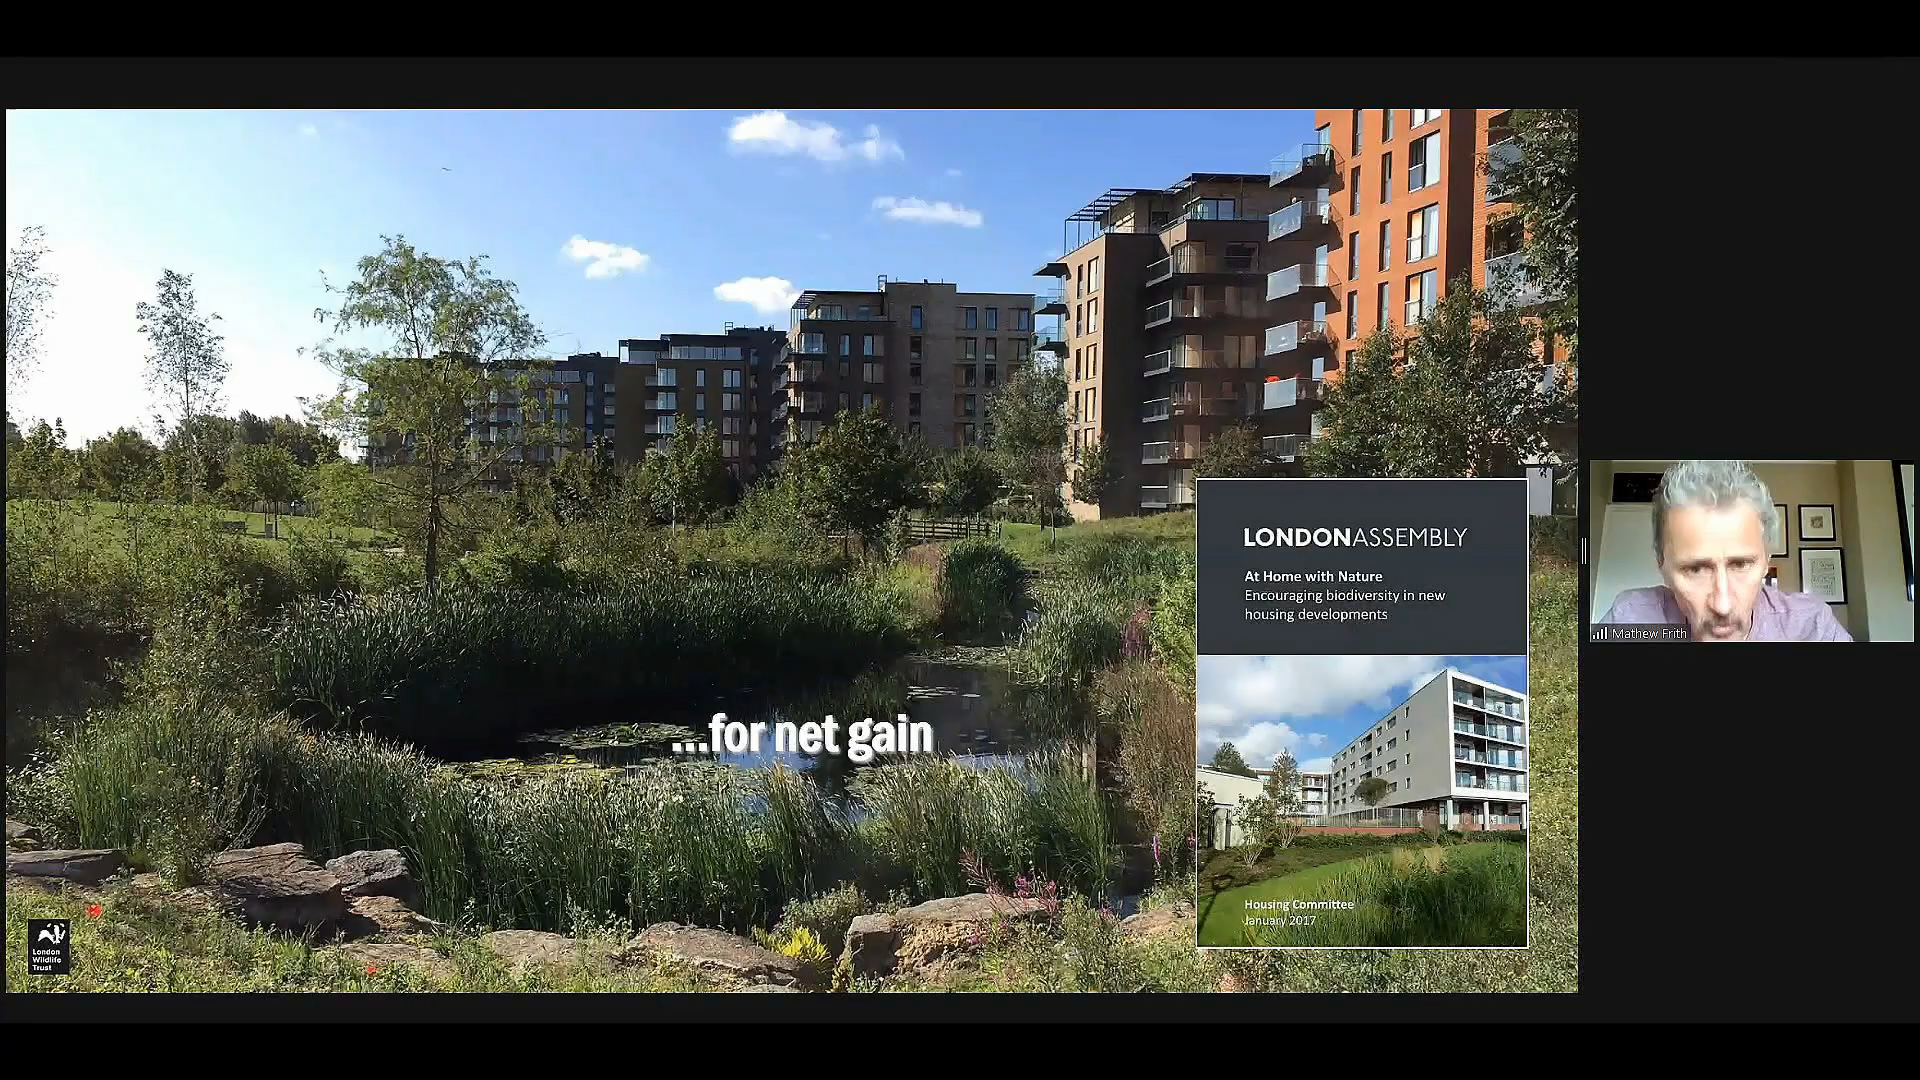 LONDONASSEMBLY
At Home with Nature
Encouraging biodiversity in new
housing developments
Mathew Frith
...for net gain
Housing Committee
January 2017
London
Wildlife
Trust